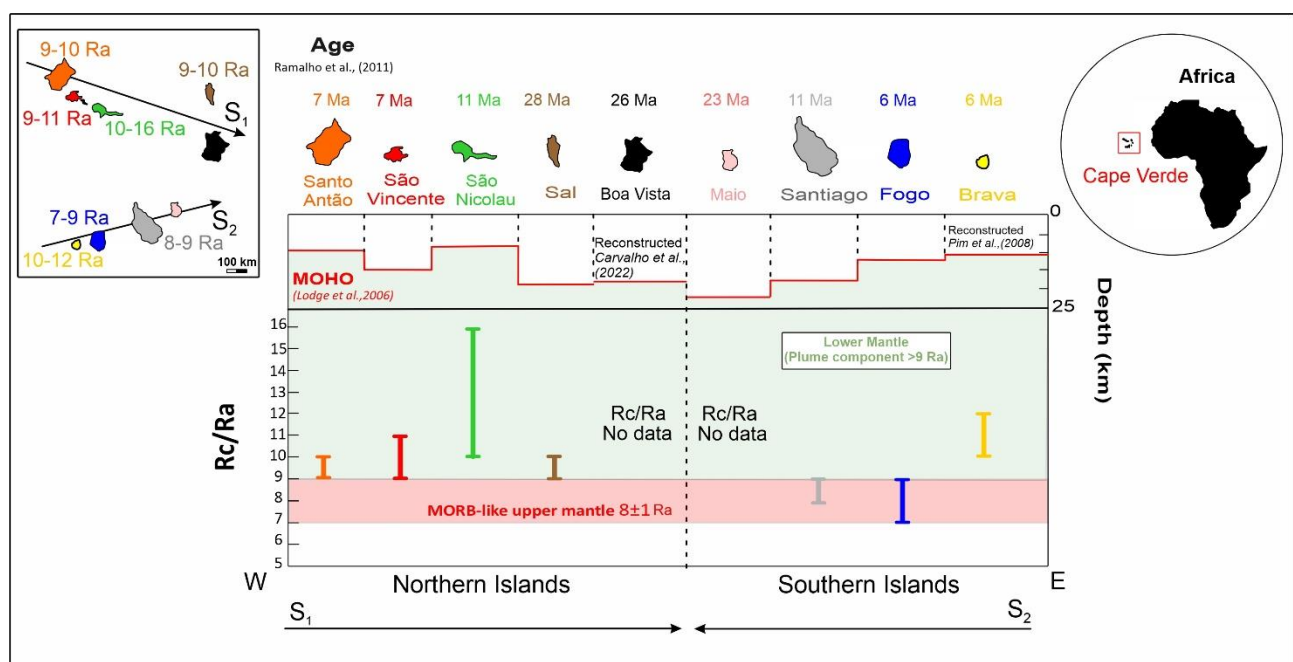 9-10 Ra
9-10 Ra
9-11 Ra
S1
10-16 Ra
7-9 Ra
S2
8-9 Ra
10-12 Ra
100 km
Age
Ramalho et al., (2011)
7 Ma
7 Ma
11 Ma
28 Ma
26 Ma
23 Ma
11 Ma
6 Ma
6 Ma
Santo
Antão
São
Vincente
São
Nicolau
Sal
Boa Vista
Maio
Santiago
Fogo
Brava
Africa
Cape Verde
MOHO
(Lodge et al.,2006)
Reconstructed
Carvalho et al.,
(2022)
Reconstructed
Pim et al.,(2008)
0
25
Depth (km)
Rc/Ra
16
15
14
13
12
11
10
9
8
7
6
5
Lower Mantle
(Plume component >9 Ra)
Rc/Ra
No data
Rc/Ra
No data
MORB-like upper mantle 8±1 Ra
W
Northern Islands
Southern Islands
E
S1
S2